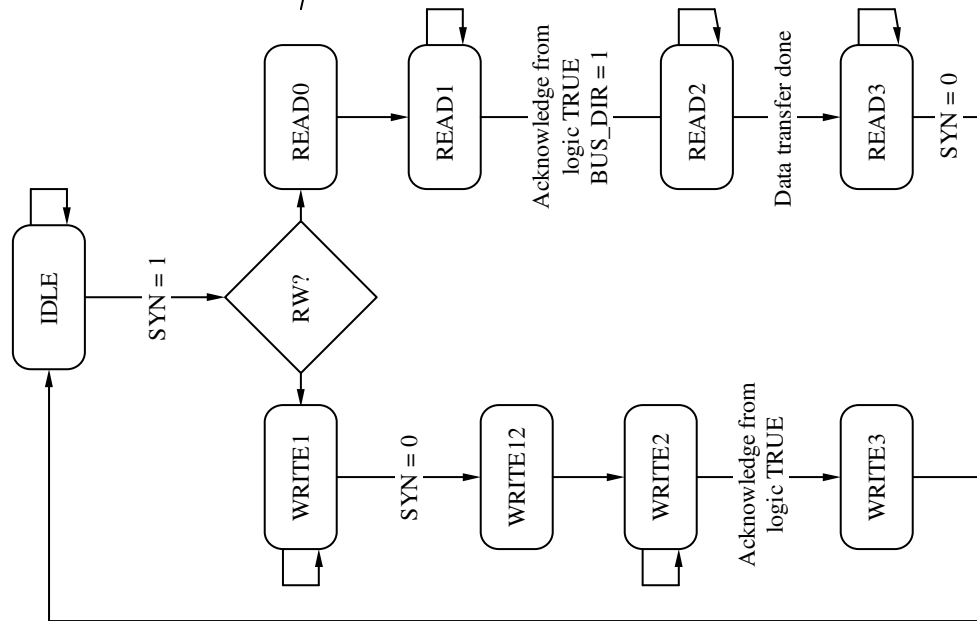 IDLE
SYN = 1
RW?
READ0
READ1
Acknowledge from
logic TRUE
BUS_DIR = 1
READ2
Data transfer done
READ3
SYN = 0
WRITE1
SYN = 0
WRITE12
WRITE2
Acknowledge from
logic TRUE
WRITE3